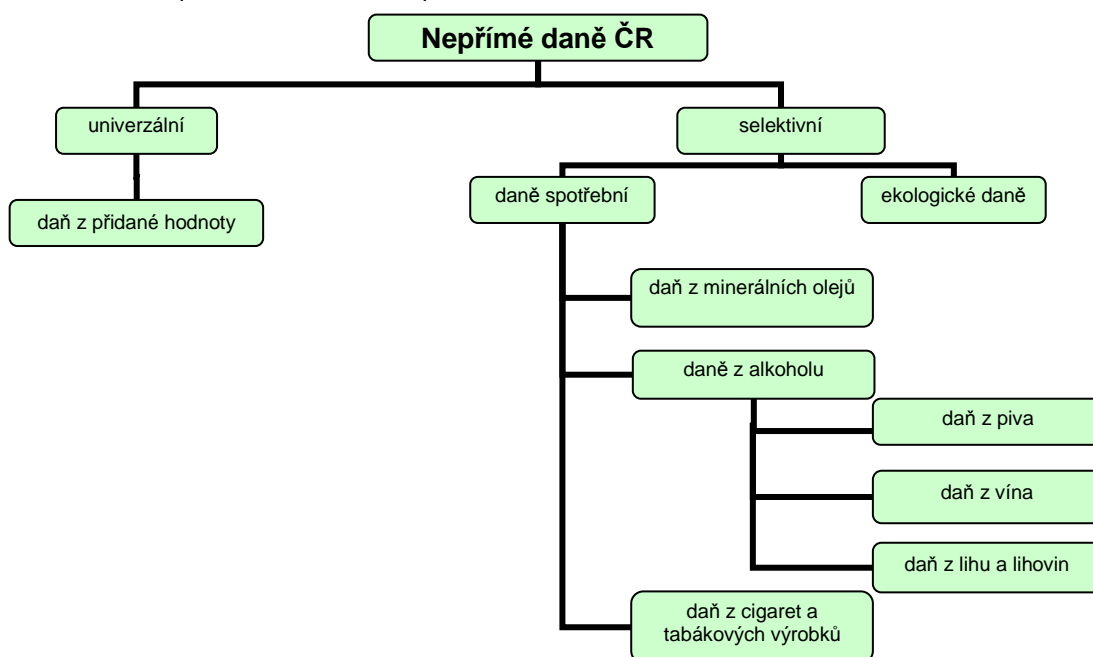 Nepřímé daně ČR
univerzální
selektivní
daň z přidané hodnoty
daně spotřební
ekologické daně
daň z minerálních olejů
daně z alkoholu
daň z piva
daň z vína
daň z lihu a lihovin
daň z cigaret a
tabákových výrobků